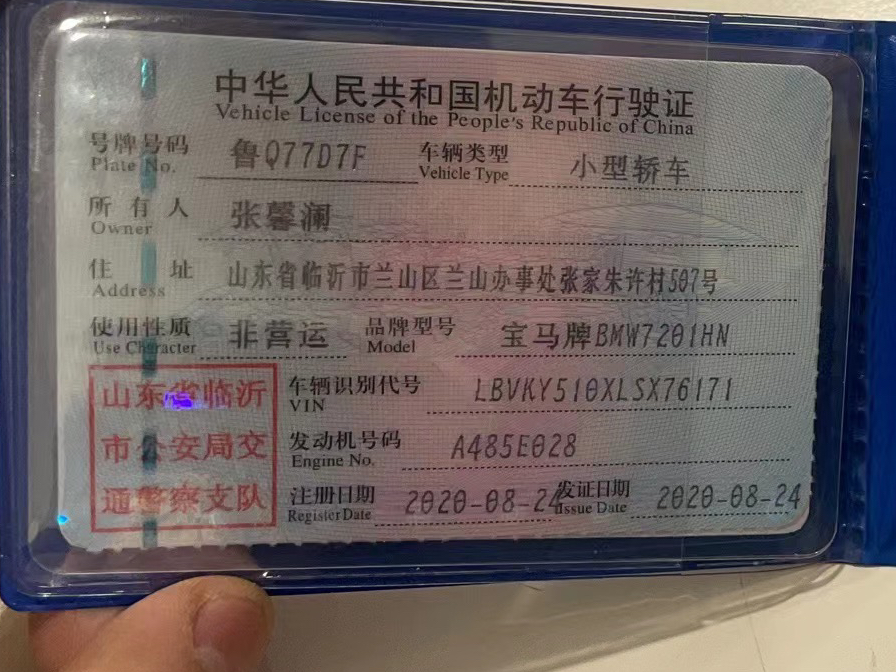 中华人民共和国机动车行驶证
Vehicle License of the People's Republic of China
号牌号码 鲁Q77D7F 车辆类型 小型轿车
Plate No. Vehicle Type
所有人 张馨澜
Owner
住址 山东省临沂市兰山区兰山办事处张家朱许村507号
Address
使用性质 非营运 品牌型号 宝马牌BMW7201HN
Use Character Model
山东省临沂
市公安局交
通警察支队
车辆识别代号 LBVKY510XLSX76171
VIN
发动机号码 A485E028
Engine No.
注册日期 2020-08-24 发证日期 2020-08-24
Register Date Issue Date